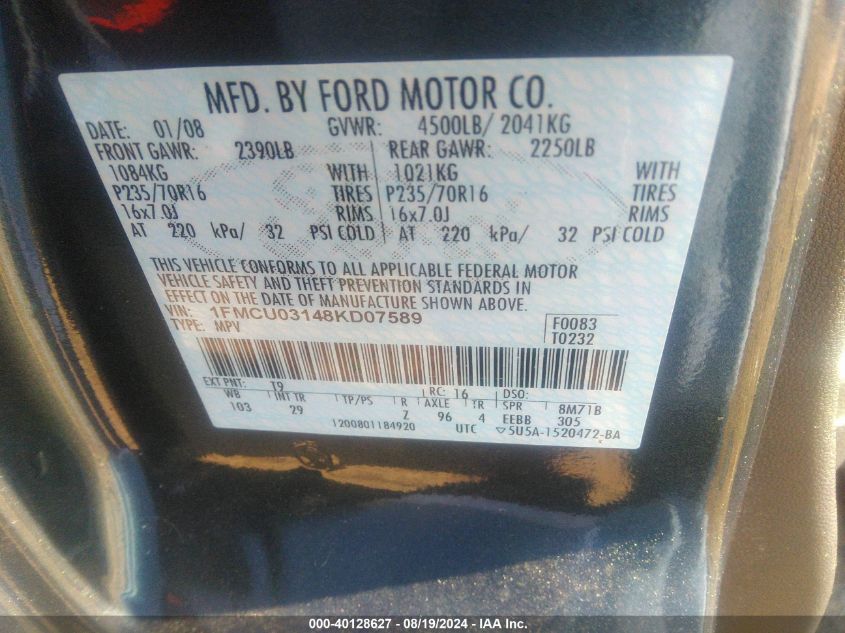 MFD. BY FORD MOTOR CO.
DATE: 01/08 GVWR: 4500LB/ 2041KG
FRONT GAWR: 2390LB REAR GAWR: 2250LB
1084KG WITH 1021KG WITH
P235/70R16 TIRES P235/70R16 TIRES
16x7.0J RIMS 16x7.0J RIMS
AT 220 kPa/ 32 PSI COLD AT 220 kPa/ 32 PSI COLD
THIS VEHICLE CONFORMS TO ALL APPLICABLE FEDERAL MOTOR
VEHICLE SAFETY AND THEFT PREVENTION STANDARDS IN
EFFECT ON THE DATE OF MANUFACTURE SHOWN ABOVE.
VIN: 1FMCU03148KD07589 F0083
TYPE: MPV T0232
EXT PNT: T9 RC: 16 DSO:
WB INT TR TP/PS R AXLE TR SPR 8M71B
103 29 Z 96 4 EEBB 305
1200801184920 UTC ▽5U5A-1520472-BA
000-40128627 - 08/19/2024 - IAA Inc.